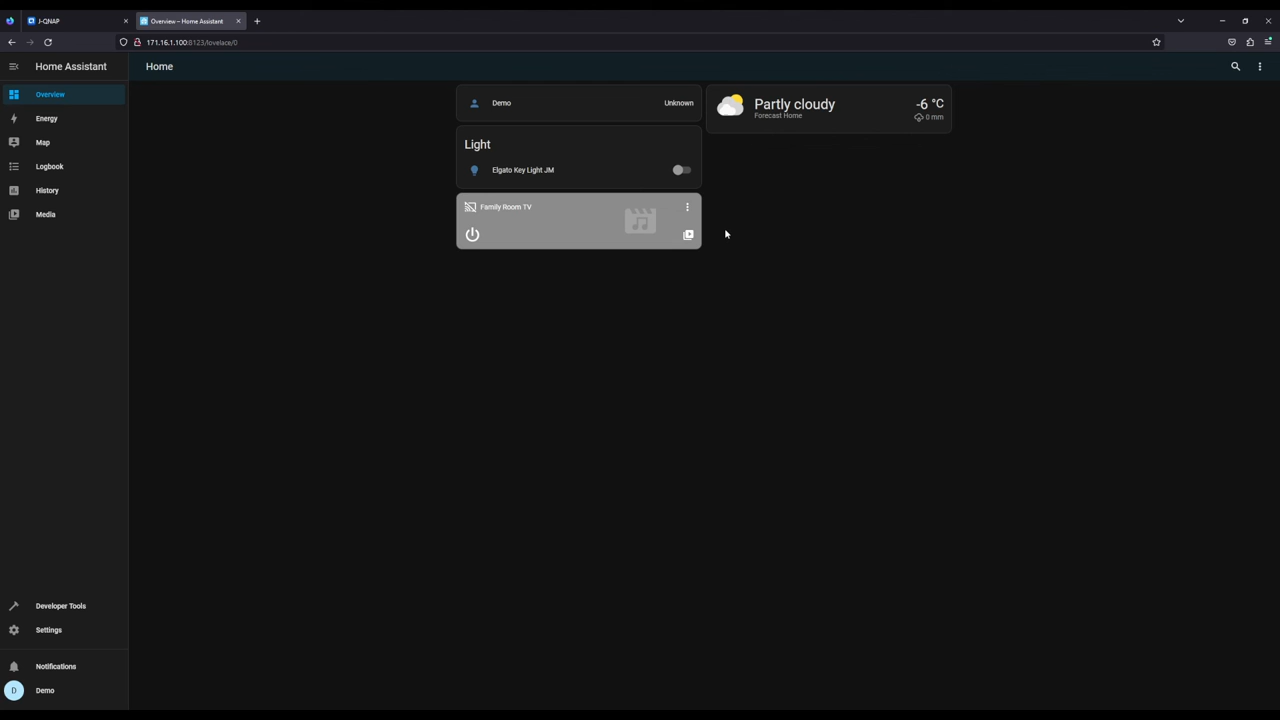 J-QNAP
Overview – Home Assistant
171.16.1.100:8123/lovelace/0
Home Assistant
Home
Overview
Energy
Map
Logbook
History
Media
Demo
Unknown
Light
Elgato Key Light JM
Family Room TV
Partly cloudy
Forecast Home
-6 °C
0 mm
Developer Tools
Settings
Notifications
D
Demo